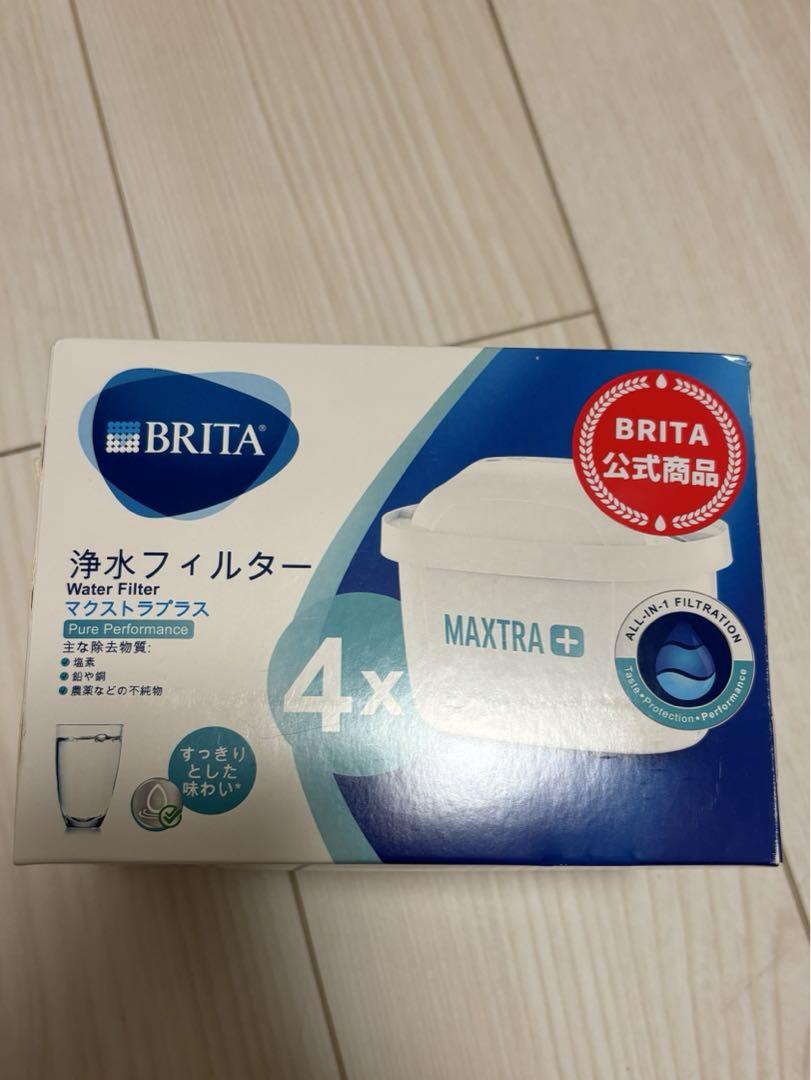 BRITA®
BRITA
公式商品
浄水フィルター
Water Filter
マクストラプラス
Pure Performance
主な除去物質:
塩素
鉛や銅
農薬などの不純物
4x
MAXTRA+
ALL-IN-1 FILTRATION
Taste•Protection•Performance
すっきり
とした
味わい*